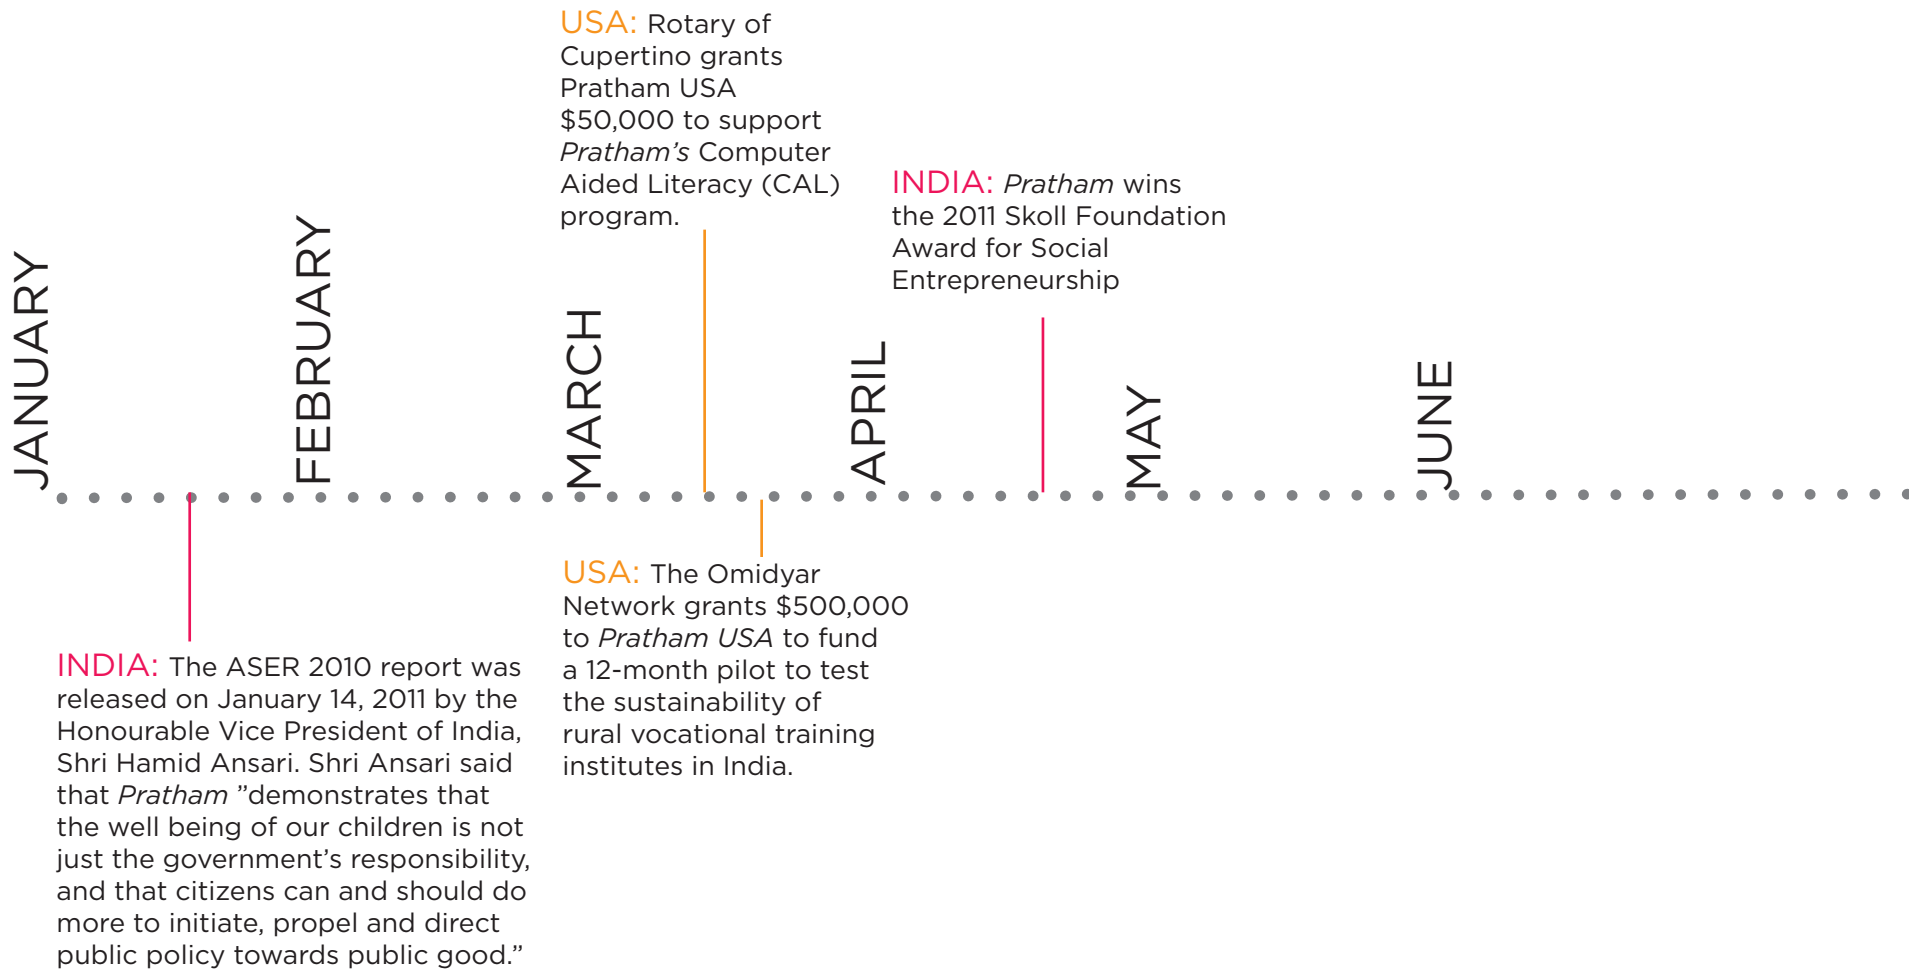 USA: Rotary of
Cupertino grants
Pratham USA
$50,000 to support
Pratham’s Computer
Aided Literacy (CAL)
program.
INDIA: Pratham wins
the 2011 Skoll Foundation
Award for Social
Entrepreneurship
JANUARY
FEBRUARY
MARCH
APRIL
MAY
JUNE
INDIA: The ASER 2010 report was
released on January 14, 2011 by the
Honourable Vice President of India,
Shri Hamid Ansari. Shri Ansari said
that Pratham ”demonstrates that
the well being of our children is not
just the government’s responsibility,
and that citizens can and should do
more to initiate, propel and direct
public policy towards public good.”
USA: The Omidyar
Network grants $500,000
to Pratham USA to fund
a 12-month pilot to test
the sustainability of
rural vocational training
institutes in India.